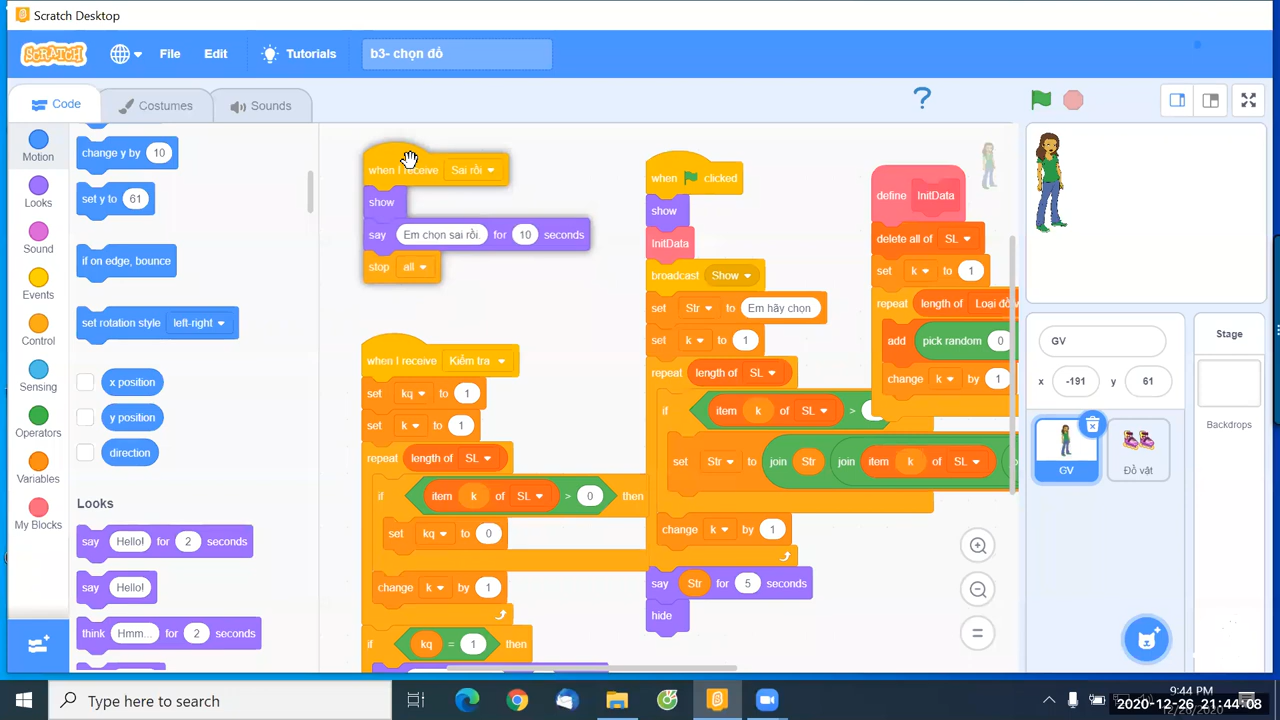 Scratch Desktop
SCRATCH File Edit Tutorials b3- chọn đồ
Code Costumes Sounds
Motion
Looks
Sound
Events
Control
Sensing
Operators
Variables
My Blocks
change y by 10
set y to 61
if on edge, bounce
set rotation style left-right
x position
y position
direction
Looks
say Hello! for 2 seconds
say Hello!
think Hmm... for 2 seconds
when I receive Sai rồi
show
say Em chọn sai rồi. for 10 seconds
stop all
when I receive Kiểm tra
set kq to 1
set k to 1
repeat length of SL
if item k of SL > 0 then
set kq to 0
change k by 1
if kq = 1 then
when clicked
show
InitData
broadcast Show
set Str to Em hãy chọn
set k to 1
repeat length of SL
if item k of SL >
set Str to join Str join item k of SL
change k by 1
say Str for 5 seconds
hide
define InitData
delete all of SL
set k to 1
repeat length of Loại đồ
add pick random 0
change k by 1
?
GV
x -191 y 61
GV
Đồ vật
Stage
Backdrops
Type here to search
9:44 PM
2020-12-26 21:44:08